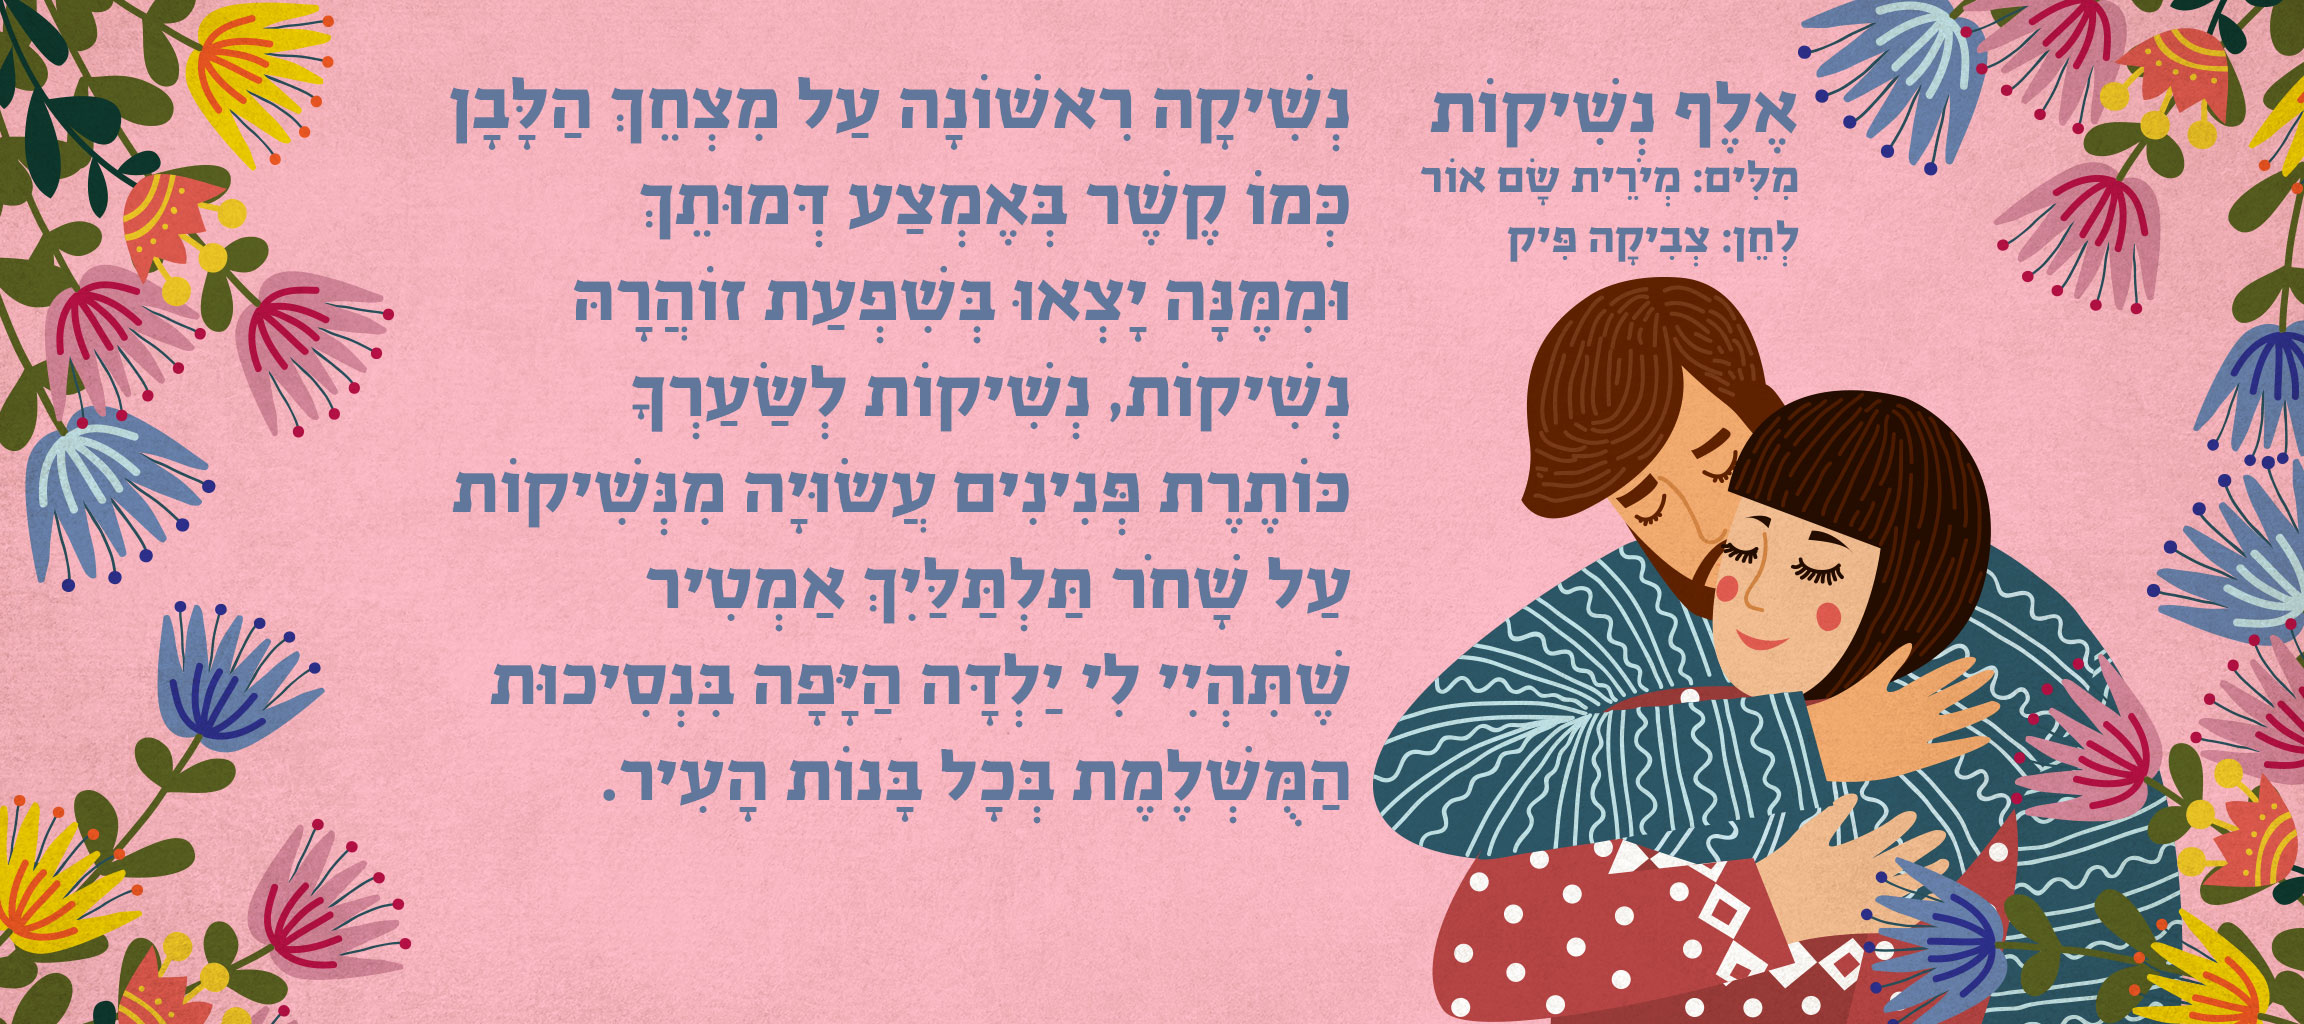 אֶלֶף נְשִׁיקוֹת
מִלִּים: מְירִית שָׂם אוֹר
לְחֵן: צְבִיקָה פִּיק
נְשִׁיקָה רִאשׁוֹנָה עַל מִצְחֵךְ הַלָּבָן
כְּמוֹ קֶשֶׁר בְּאֶמְצַע דְּמוּתֵךְ
וּמִמֶּנָּה יָצְאוּ בְּשִׁפְעַת זוֹהֲרָהּ
נְשִׁיקוֹת, נְשִׁיקוֹת לְשַׂעֲרְךָ
כּוֹתֶרֶת פְּנִינִים עֲשׂוּיָה מִנְּשִׁיקוֹת
עַל שָׁחֹר תַּלְתַּלַּיִךְ אַמְטִיר
שֶׁתִּהְיִי לִי יַלְדָּה הַיָּפָה בִּנְסִיכוּת
הַמֻּשְׁלֶמֶת בְּכָל בָּנוֹת הָעִיר.